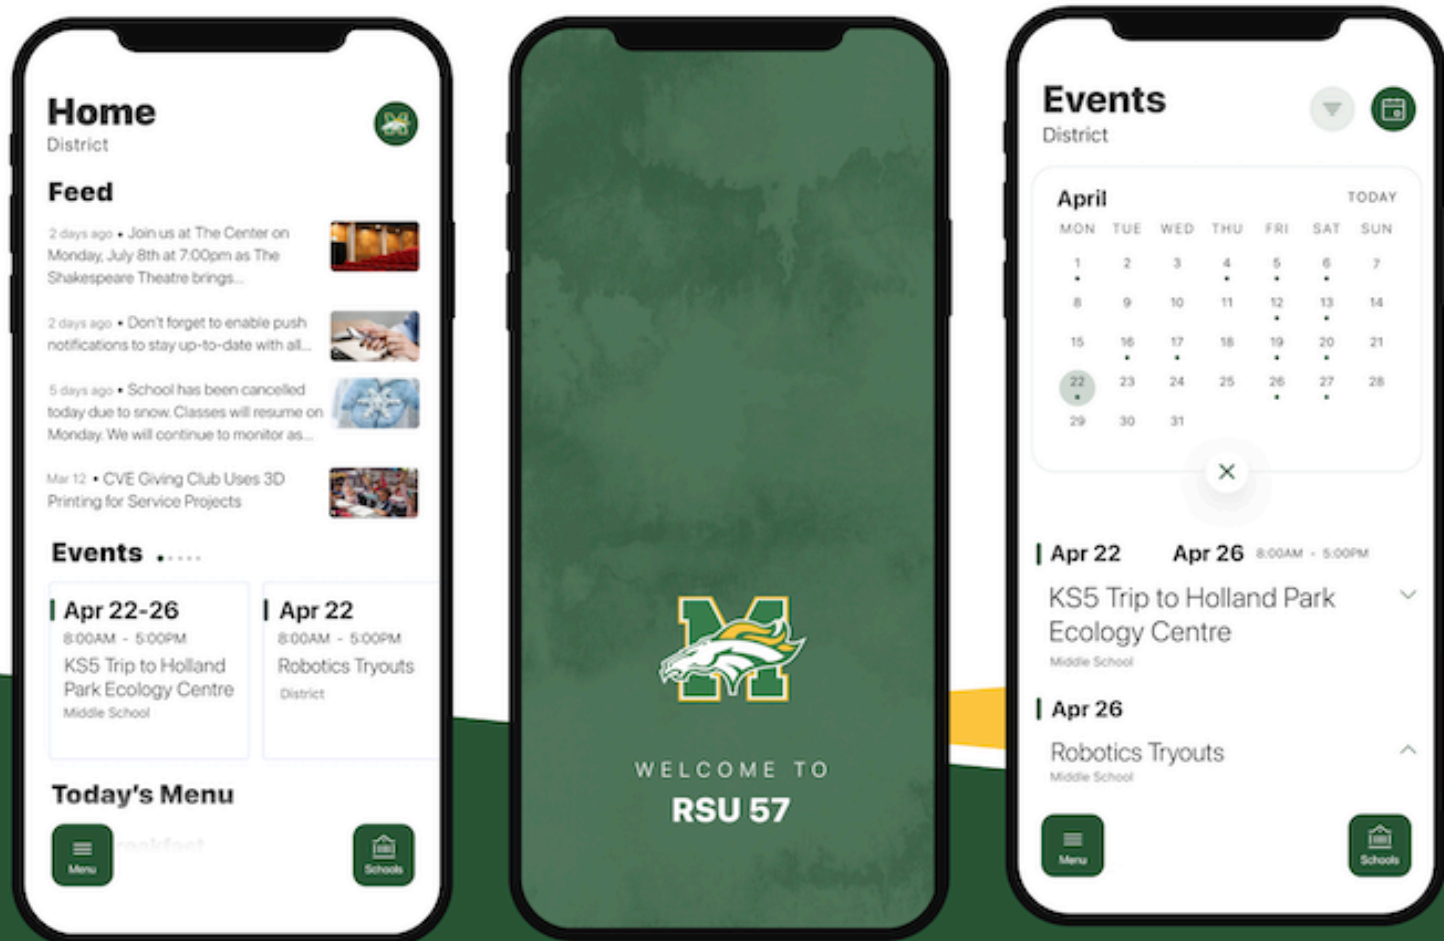 Home
District
Feed
2 days ago • Join us at The Center on
Monday, July 8th at 7:00pm as The
Shakespeare Theatre brings...
2 days ago • Don't forget to enable push
notifications to stay up-to-date with all...
5 days ago • School has been cancelled
today due to snow. Classes will resume on
Monday. We will continue to monitor as...
Mar 12 • CVE Giving Club Uses 3D
Printing for Service Projects
Events
Apr 22-26
8:00AM - 5:00PM
KS5 Trip to Holland
Park Ecology Centre
Middle School
Apr 22
8:00AM - 5:00PM
Robotics Tryouts
District
Today's Menu
reakfast
Menu
Schools
M
WELCOME TO
RSU 57
Events
District
April TODAY
MON TUE WED THU FRI SAT SUN
1 2 3 4 5 6 7
8 9 10 11 12 13 14
15 16 17 18 19 20 21
22 23 24 25 26 27 28
29 30 31
Apr 22 Apr 26 8:00AM - 5:00PM
KS5 Trip to Holland Park
Ecology Centre
Middle School
Apr 26
Robotics Tryouts
Middle School
Menu
Schools